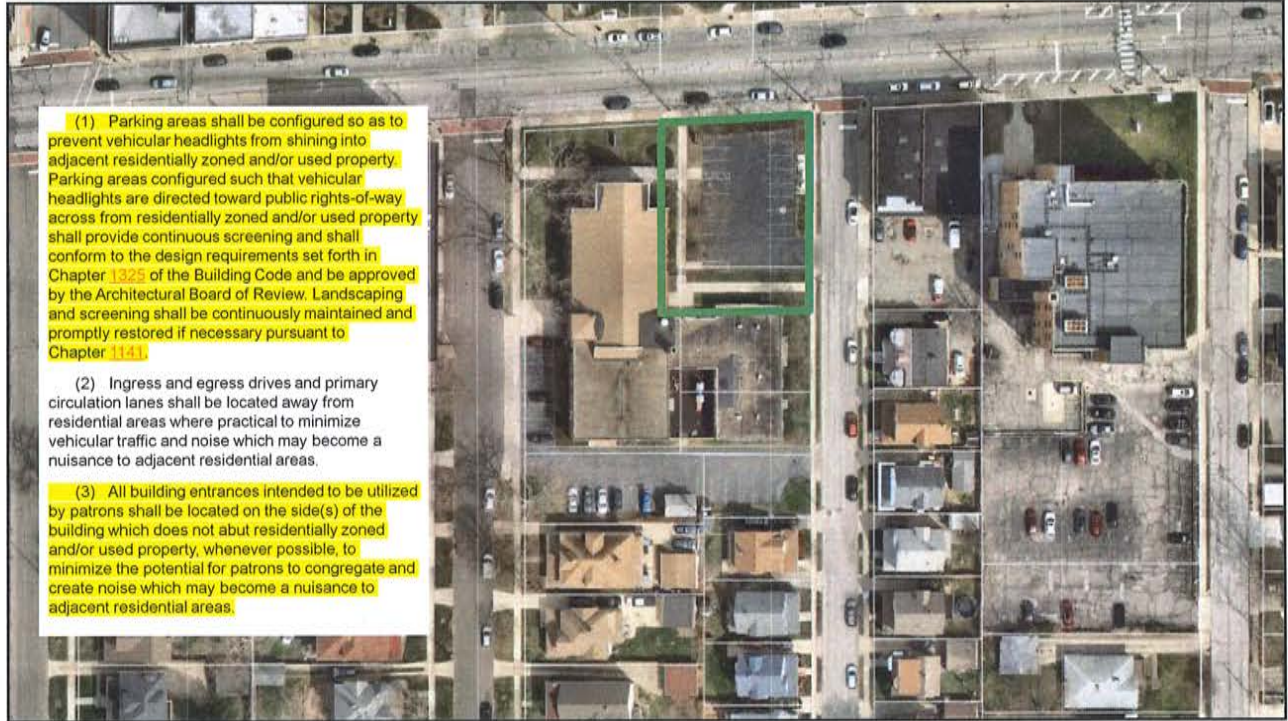 (1) Parking areas shall be configured so as to
prevent vehicular headlights from shining into
adjacent residentially zoned and/or used property.
Parking areas configured such that vehicular
headlights are directed toward public rights-of-way
across from residentially zoned and/or used property
shall provide continuous screening and shall
conform to the design requirements set forth in
Chapter 1325 of the Building Code and be approved
by the Architectural Board of Review. Landscaping
and screening shall be continuously maintained and
promptly restored if necessary pursuant to
Chapter 1141.
(2) Ingress and egress drives and primary
circulation lanes shall be located away from
residential areas where practical to minimize
vehicular traffic and noise which may become a
nuisance to adjacent residential areas.
(3) All building entrances intended to be utilized
by patrons shall be located on the side(s) of the
building which does not abut residentially zoned
and/or used property, whenever possible, to
minimize the potential for patrons to congregate and
create noise which may become a nuisance to
adjacent residential areas.